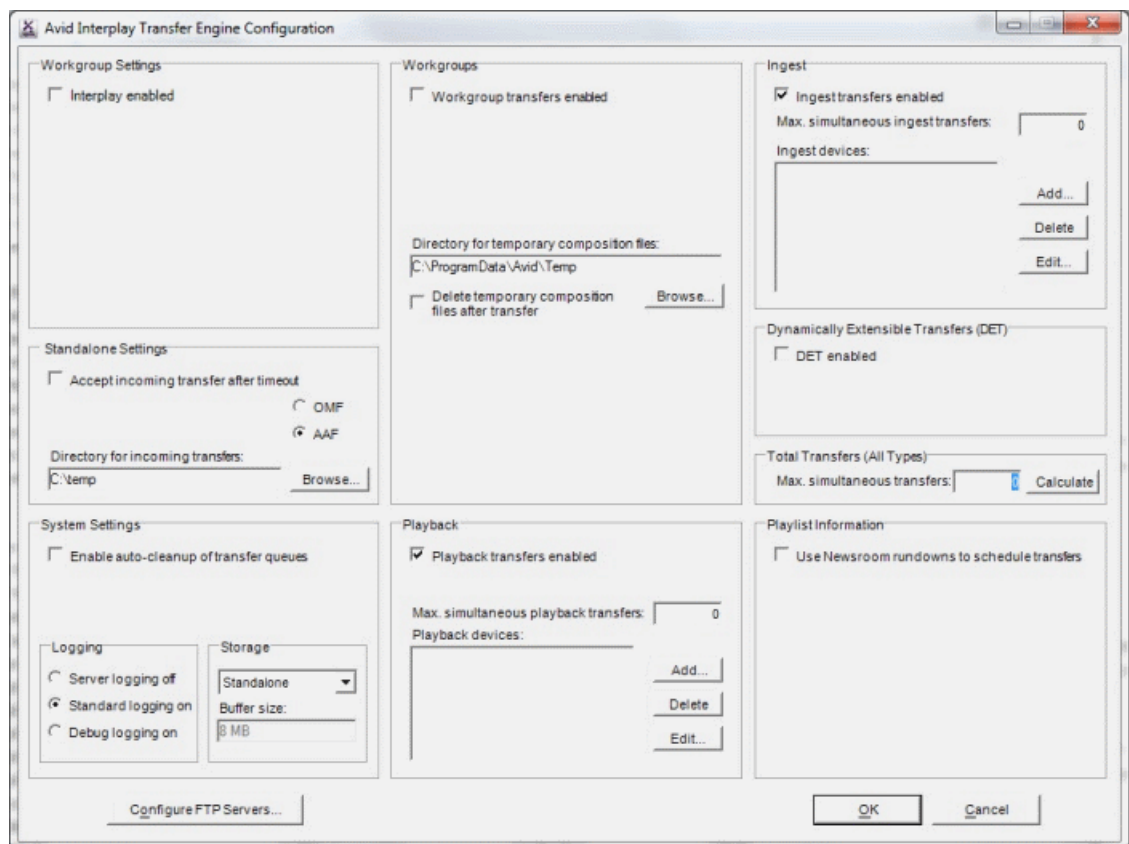 Avid Interplay Transfer Engine Configuration
Workgroup Settings
Interplay enabled
Standalone Settings
Accept incoming transfer after timeout
OMF
AAF
Directory for incoming transfers:
C:\temp
Browse...
System Settings
Enable auto-cleanup of transfer queues
Logging
Server logging off
Standard logging on
Debug logging on
Storage
Standalone
Buffer size:
8 MB
Workgroups
Workgroup transfers enabled
Directory for temporary composition files:
C:\ProgramData\Avid\Temp
Delete temporary composition
files after transfer
Browse...
Playback
Playback transfers enabled
Max. simultaneous playback transfers: 0
Playback devices:
Add...
Delete
Edit...
Ingest
Ingest transfers enabled
Max. simultaneous ingest transfers: 0
Ingest devices:
Add...
Delete
Edit...
Dynamically Extensible Transfers (DET)
DET enabled
Total Transfers (All Types)
Max. simultaneous transfers: 0 Calculate
Playlist Information
Use Newsroom rundowns to schedule transfers
Configure FTP Servers...
OK
Cancel